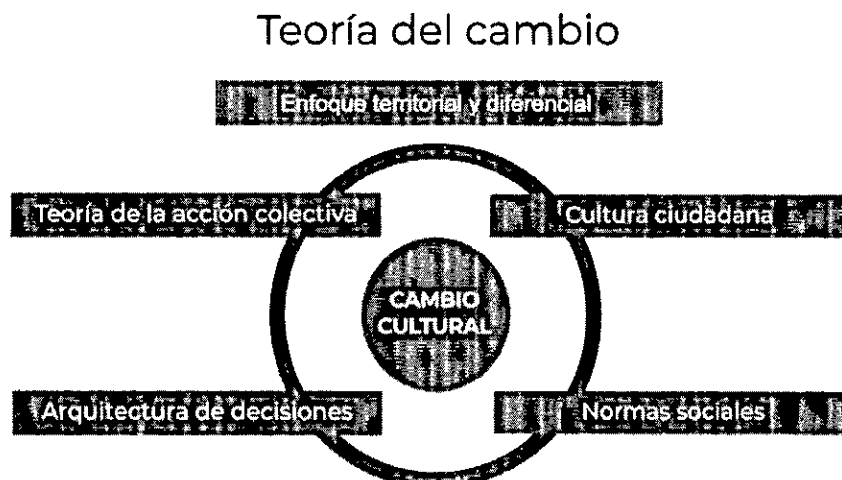 Teoría del cambio
Enfoque territorial y diferencial
Teoría de la acción colectiva
Cultura ciudadana
CAMBIO
CULTURAL
Arquitectura de decisiones
Normas sociales